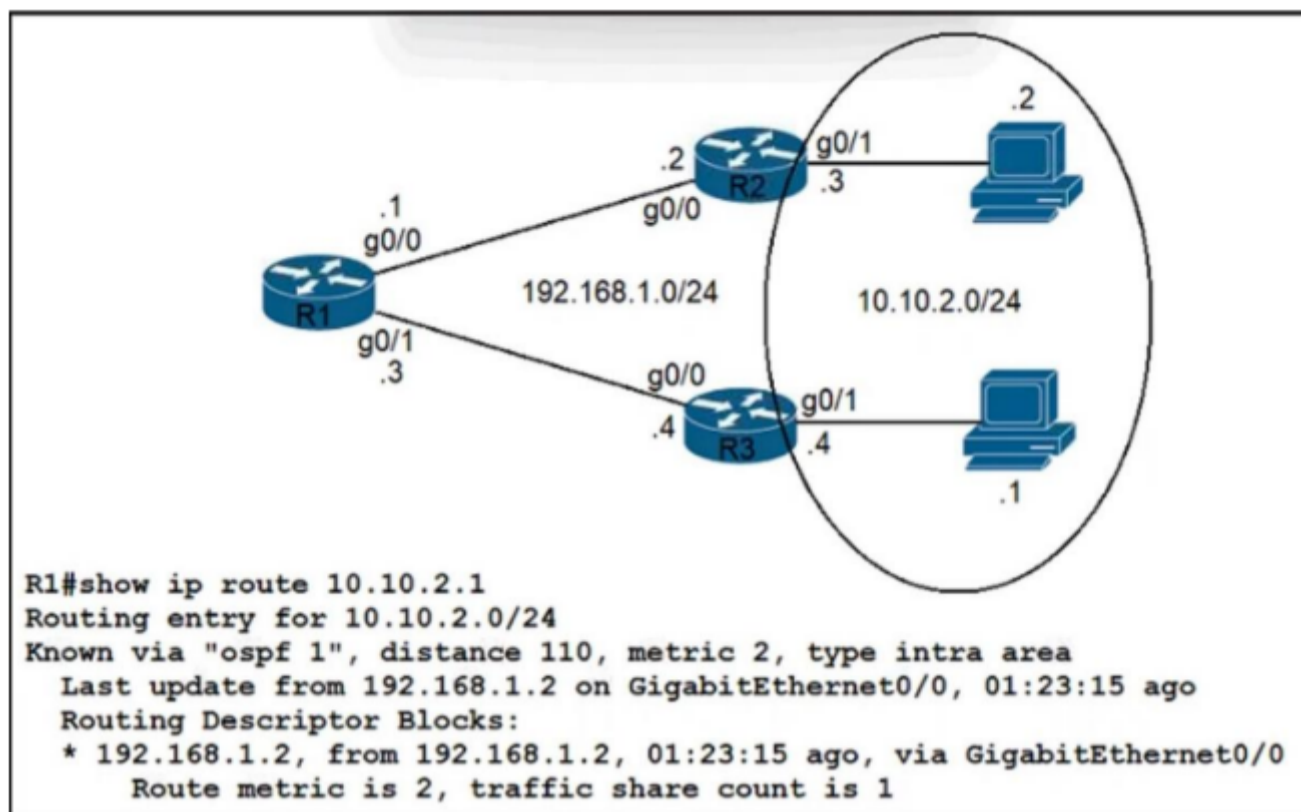 .2
g0/1
.2
R2
.3
g0/0
.1
g0/0
192.168.1.0/24
10.10.2.0/24
R1
g0/1
.3
g0/0
g0/1
.4
R3
.4
.1
R1#show ip route 10.10.2.1
Routing entry for 10.10.2.0/24
Known via "ospf 1", distance 110, metric 2, type intra area
Last update from 192.168.1.2 on GigabitEthernet0/0, 01:23:15 ago
Routing Descriptor Blocks:
* 192.168.1.2, from 192.168.1.2, 01:23:15 ago, via GigabitEthernet0/0
Route metric is 2, traffic share count is 1